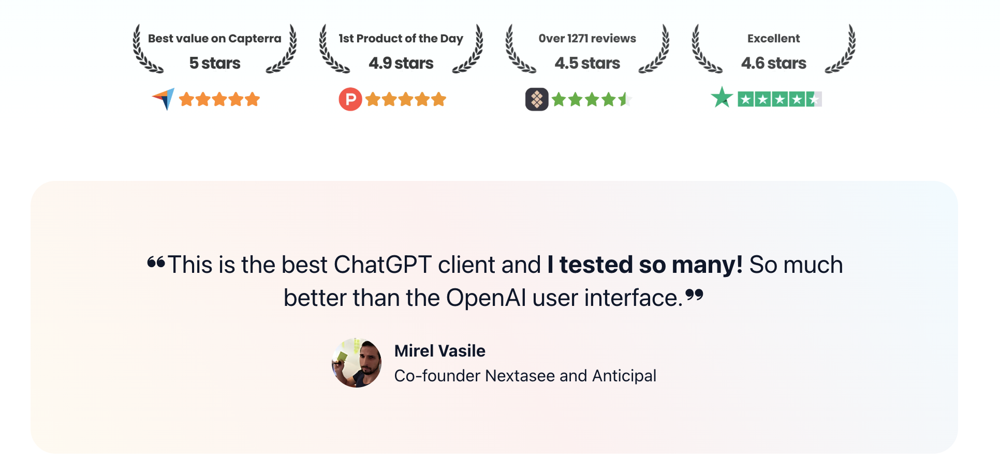 Best value on Capterra
5 stars
1st Product of the Day
4.9 stars
P
0ver 1271 reviews
4.5 stars
Excellent
4.6 stars
❝This is the best ChatGPT client and I tested so many! So much
better than the OpenAI user interface.❞
Mirel Vasile
Co-founder Nextasee and Anticipal